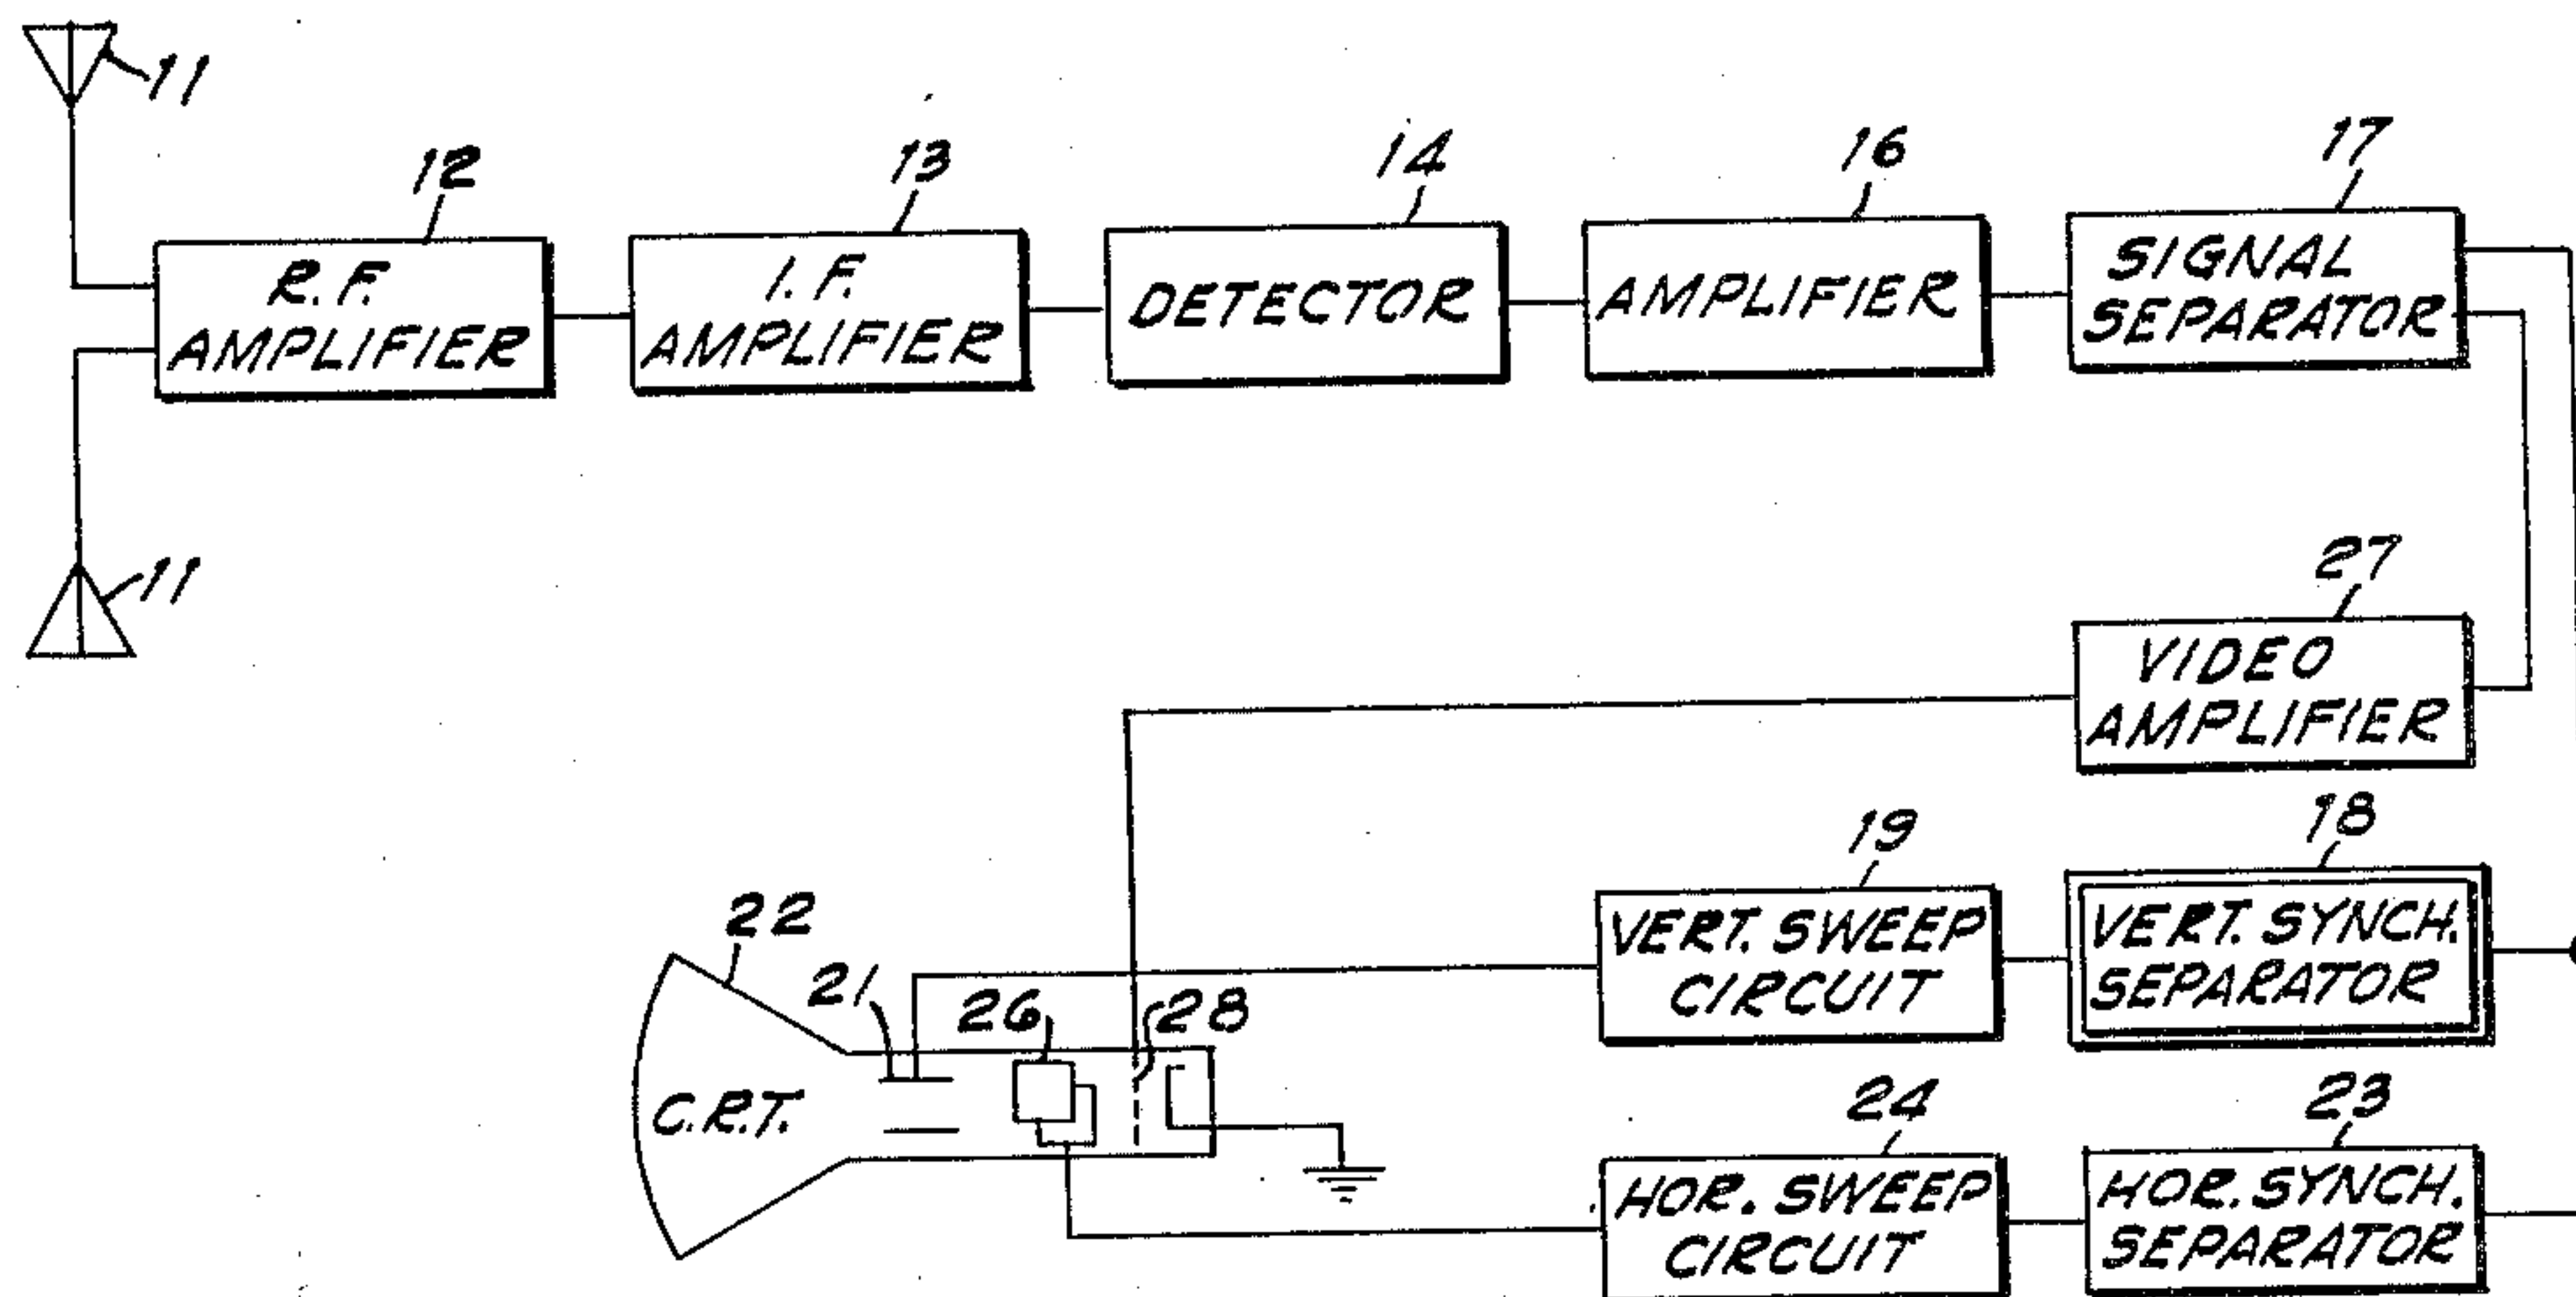 11
12
13
14
16
17
R.F.
AMPLIFIER
I.F.
AMPLIFIER
DETECTOR
AMPLIFIER
SIGNAL
SEPARATOR
11
27
VIDEO
AMPLIFIER
19
18
VERT. SWEEP
CIRCUIT
VERT. SYNCH.
SEPARATOR
22
21
26
28
C.R.T.
24
23
HOR. SWEEP
CIRCUIT
HOR. SYNCH.
SEPARATOR